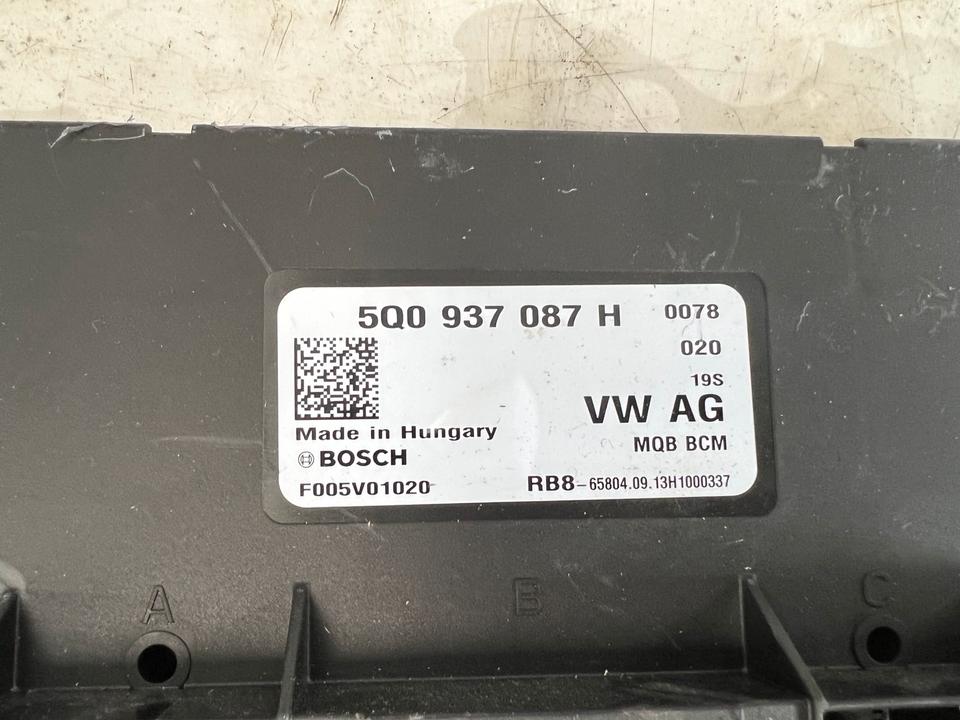 5Q0 937 087 H 0078
020
19S
VW AG
Made in Hungary
MQB BCM
BOSCH
F005V01020 RB8-65804.09.13H1000337
A B C